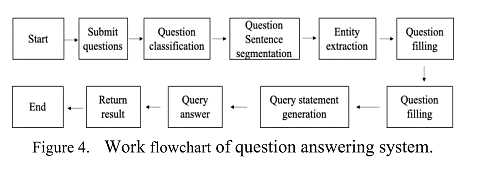 Start
Submit
questions
Question
classification
Question
Sentence
segmentation
Entity
extraction
Question
filling
End
Return
result
Query
answer
Query statement
generation
Question
filling
Figure 4. Work flowchart of question answering system.